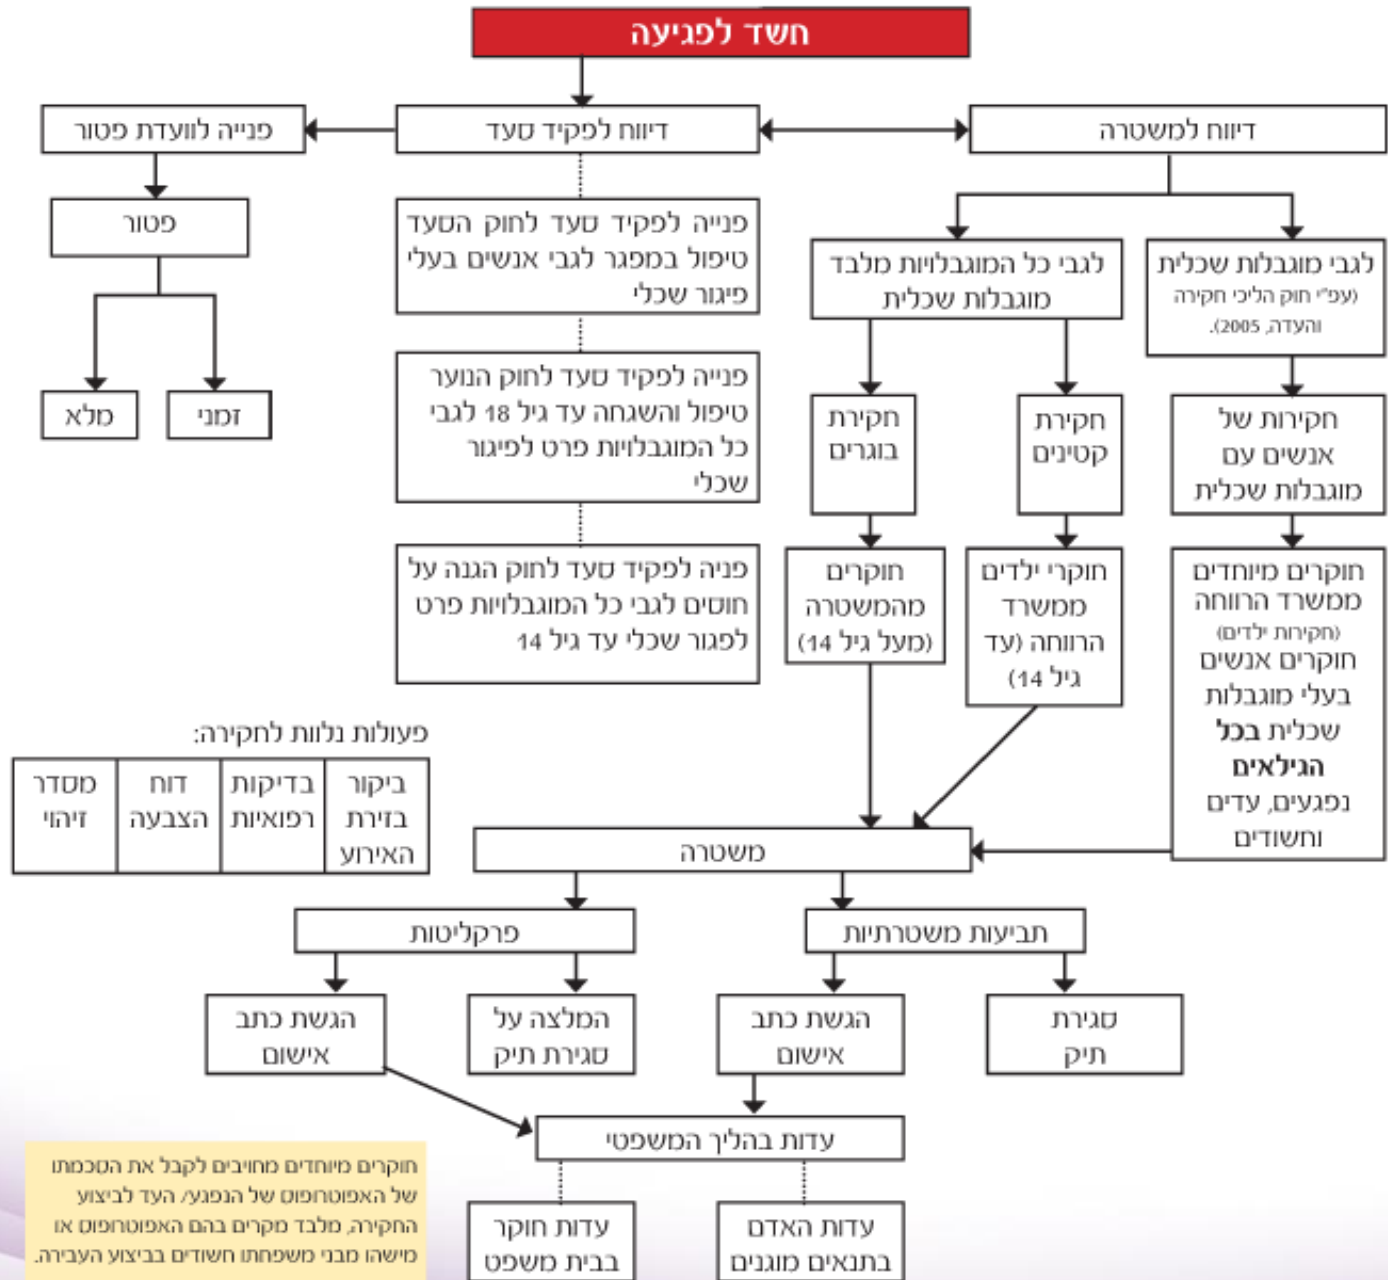 חשד לפגיעה
דיווח למשטרה
דיווח לפקיד סעד
פנייה לוועדת פטור
פטור
זמני
מלא
פנייה לפקיד סעד לחוק הסעד
טיפול במפגר לגבי אנשים בעלי
פיגור שכלי
פנייה לפקיד סעד לחוק הנוער
טיפול והשגחה עד גיל 18 לגבי
כל המוגבלויות פרט לפיגור
שכלי
פניה לפקיד סעד לחוק הגנה על
חוסים לגבי כל המוגבלויות פרט
לפגור שכלי עד גיל 14
לגבי מוגבלות שכלית
(עפ"י חוק הליכי חקירה
והעדה, 2005).
לגבי כל המוגבלויות מלבד
מוגבלות שכלית
חקירות של
אנשים עם
מוגבלות שכלית
חקירת
קטינים
חקירת
בוגרים
חוקרים מיוחדים
ממשרד הרווחה
(חקירות ילדים)
חוקרים אנשים
בעלי מוגבלות
שכלית בכל
הגילאים
נפגעים, עדים
וחשודים
חוקרי ילדים
ממשרד
הרווחה (עד
גיל 14)
חוקרים
מהמשטרה
(מעל גיל 14)
פעולות נלוות לחקירה:
ביקור
בזירת
האירוע
בדיקות
רפואיות
דוח
הצבעה
מסדר
זיהוי
משטרה
תביעות משטרתיות
פרקליטות
סגירת
תיק
הגשת כתב
אישום
המלצה על
סגירת תיק
הגשת כתב
אישום
עדות בהליך המשפטי
עדות האדם
בתנאים מוגנים
עדות חוקר
בבית משפט
חוקרים מיוחדים מחויבים לקבל את הסכמתו
של האפוטרופוס של הנפגע/ העד לביצוע
החקירה, מלבד מקרים בהם האפוטרופוס או
מישהו מבני משפחתו חשודים בביצוע העבירה.